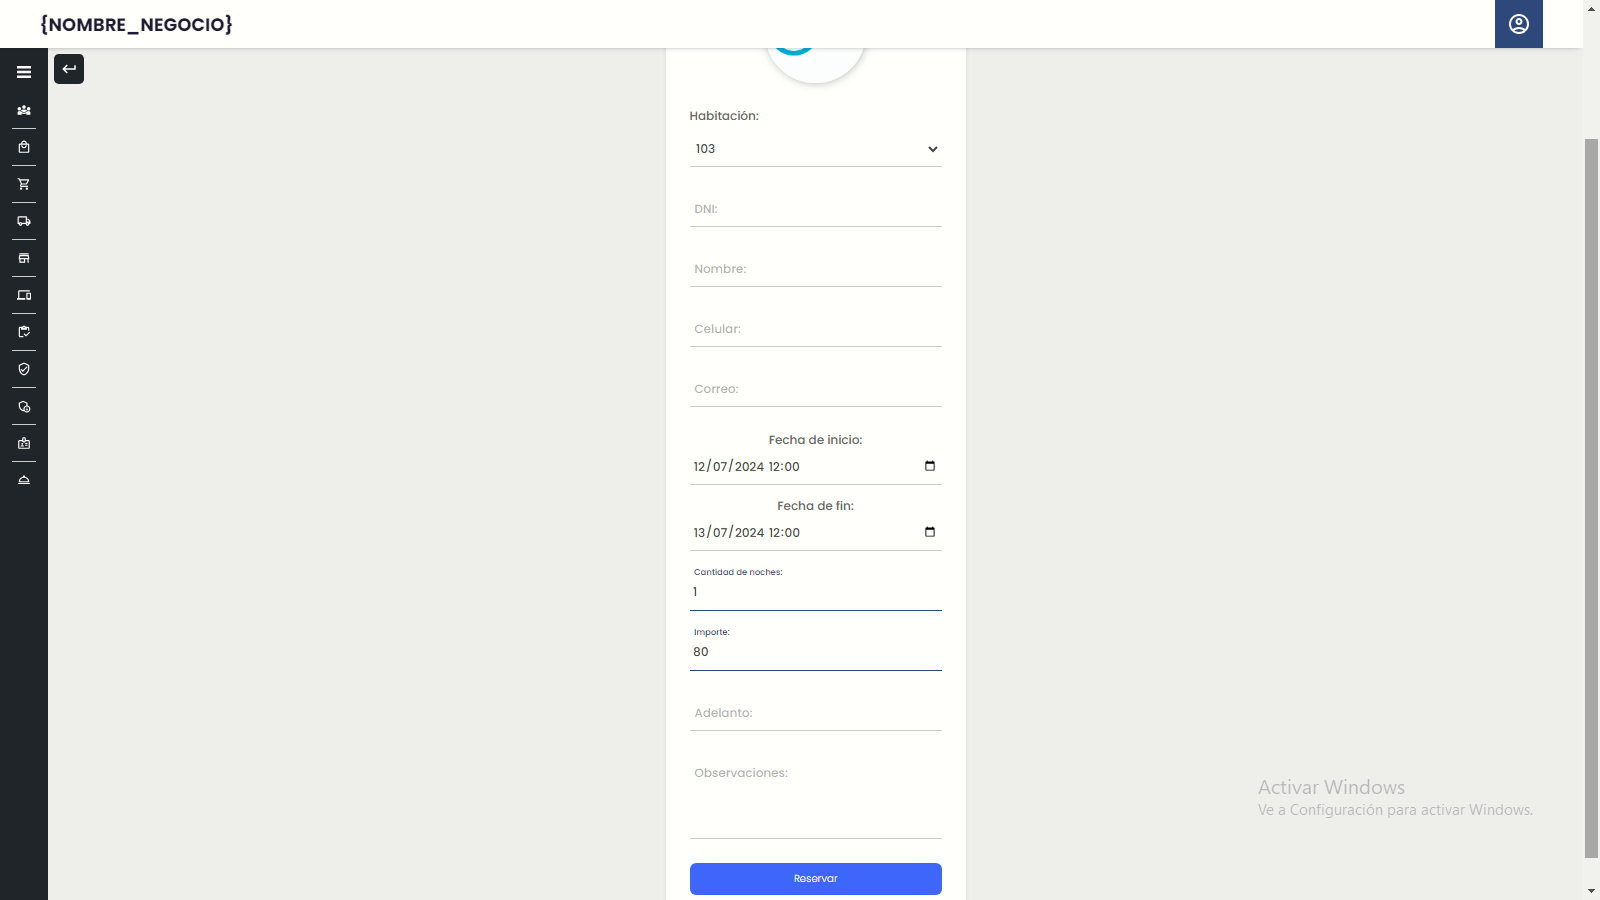 {NOMBRE_NEGOCIO}
Habitación:
103
DNI:
Nombre:
Celular:
Correo:
Fecha de inicio:
12/07/2024 12:00
Fecha de fin:
13/07/2024 12:00
Cantidad de noches:
1
Importe:
80
Adelanto:
Observaciones:
Reservar
Activar Windows
Ve a Configuración para activar Windows.